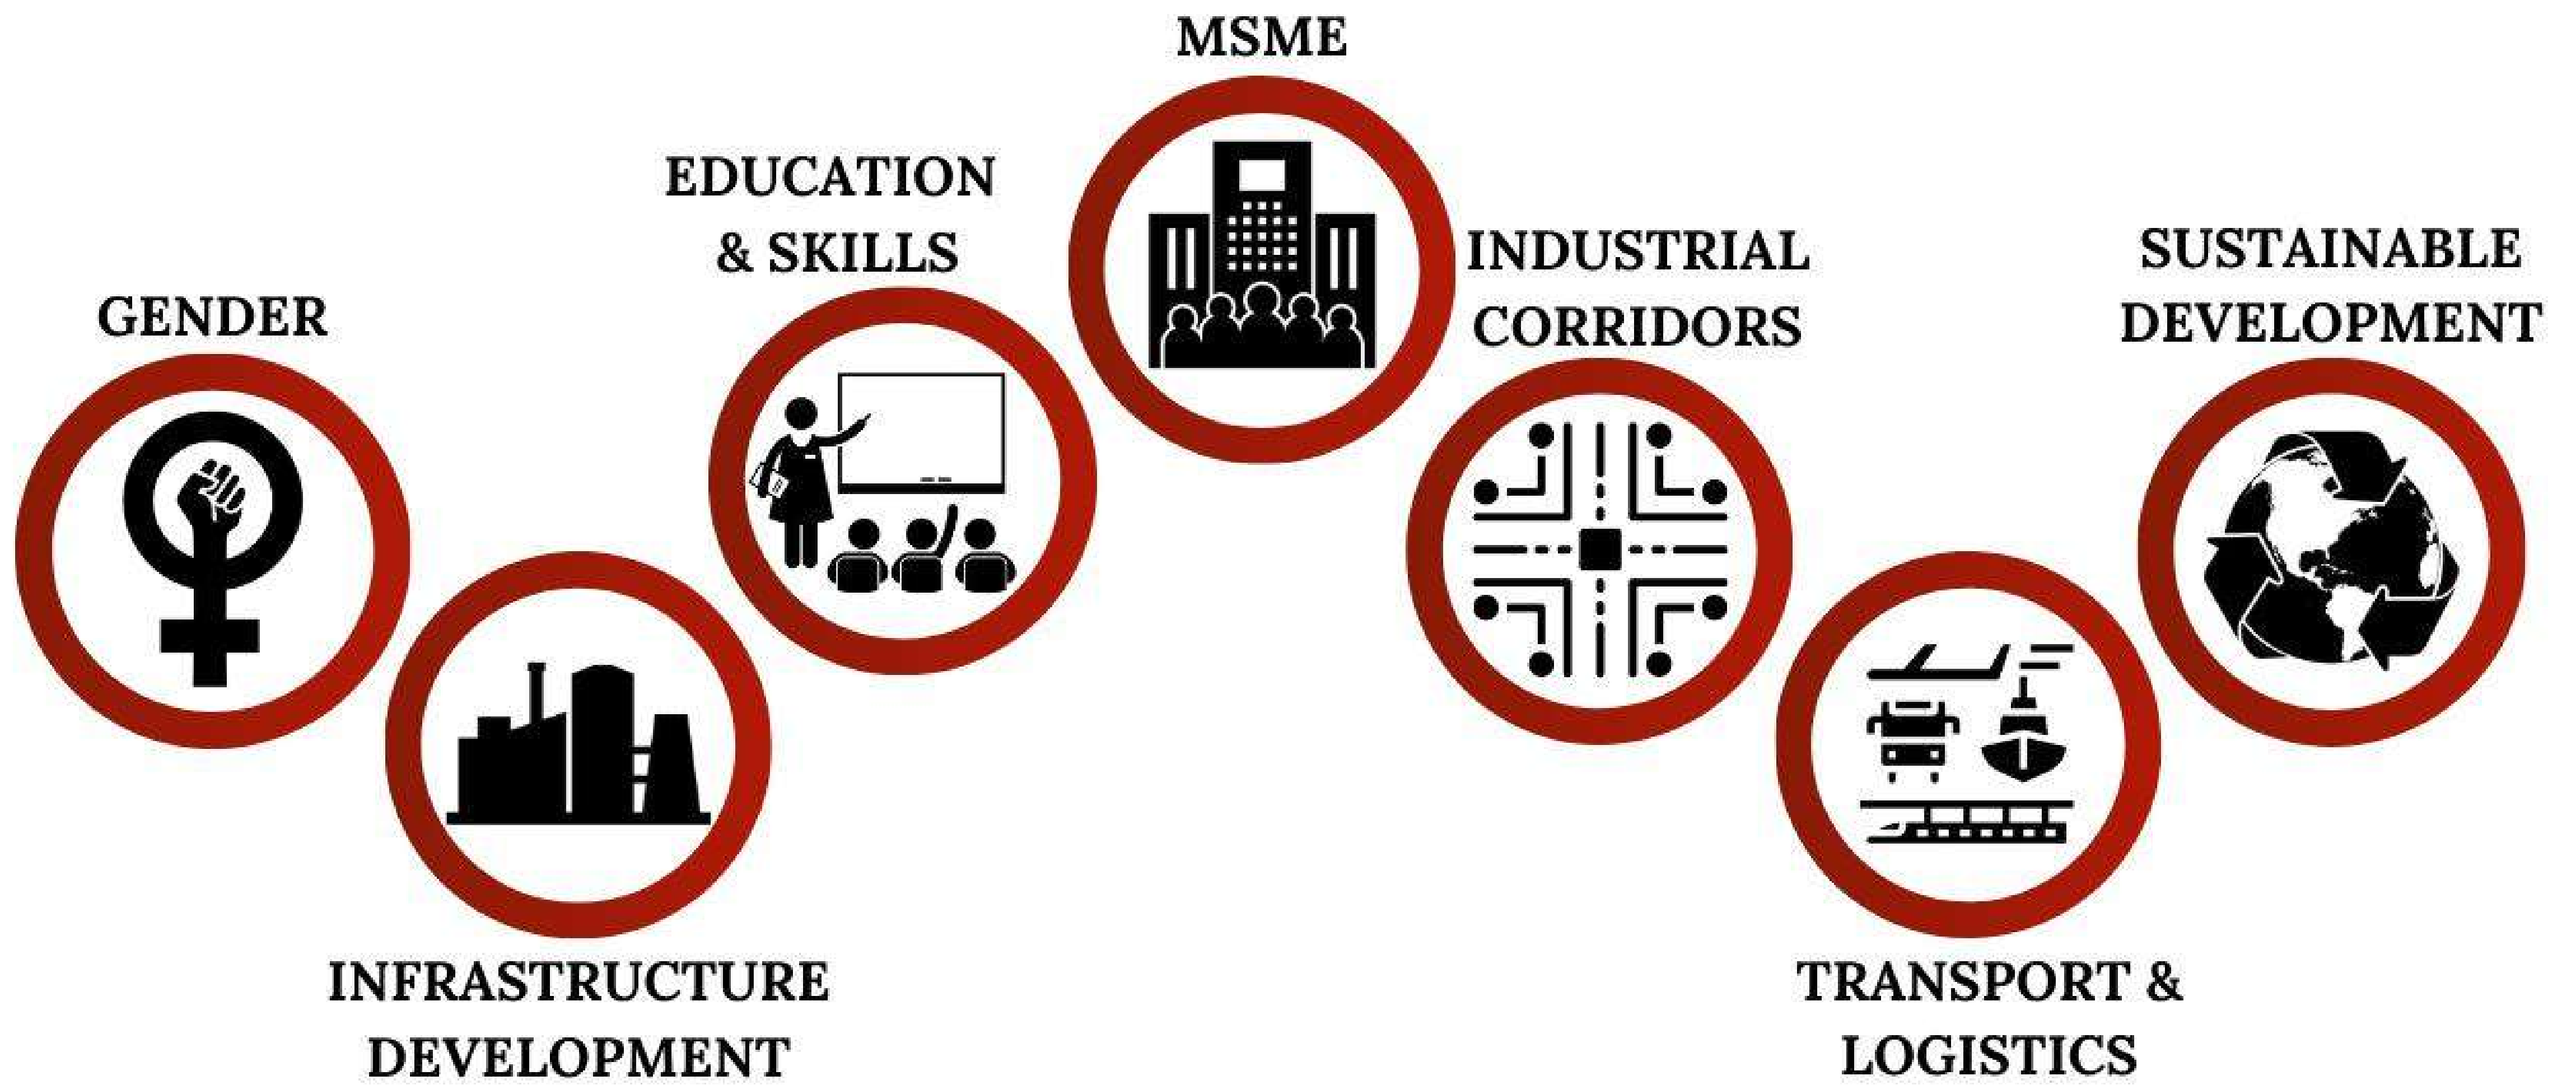 GENDER
INFRASTRUCTURE
DEVELOPMENT
EDUCATION
& SKILLS
MSME
INDUSTRIAL
CORRIDORS
TRANSPORT &
LOGISTICS
SUSTAINABLE
DEVELOPMENT